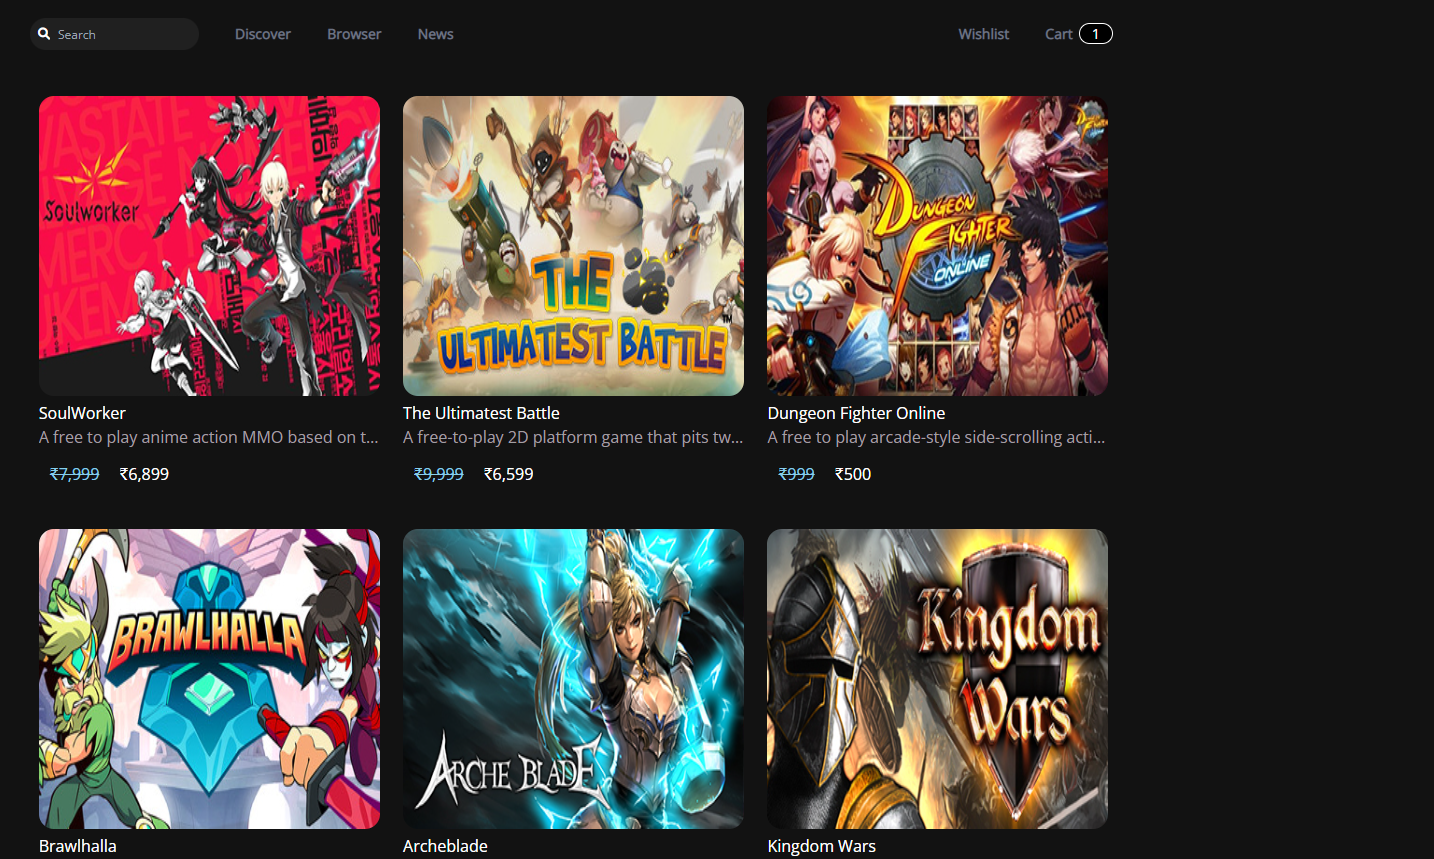 Search
Discover
Browser
News
Wishlist
Cart
1
Soulworker
THE
ULTIMATEST BATTLE
TM
DUNGEON
FIGHTER
ONLINE
SoulWorker
The Ultimatest Battle
Dungeon Fighter Online
A free to play anime action MMO based on t...
A free-to-play 2D platform game that pits tw...
A free to play arcade-style side-scrolling acti...
₹7,999 ₹6,899
₹9,999 ₹6,599
₹999 ₹500
BRAWLHALLA
ARCHE BLADE
Kingdom
Wars
Brawlhalla
Archeblade
Kingdom Wars